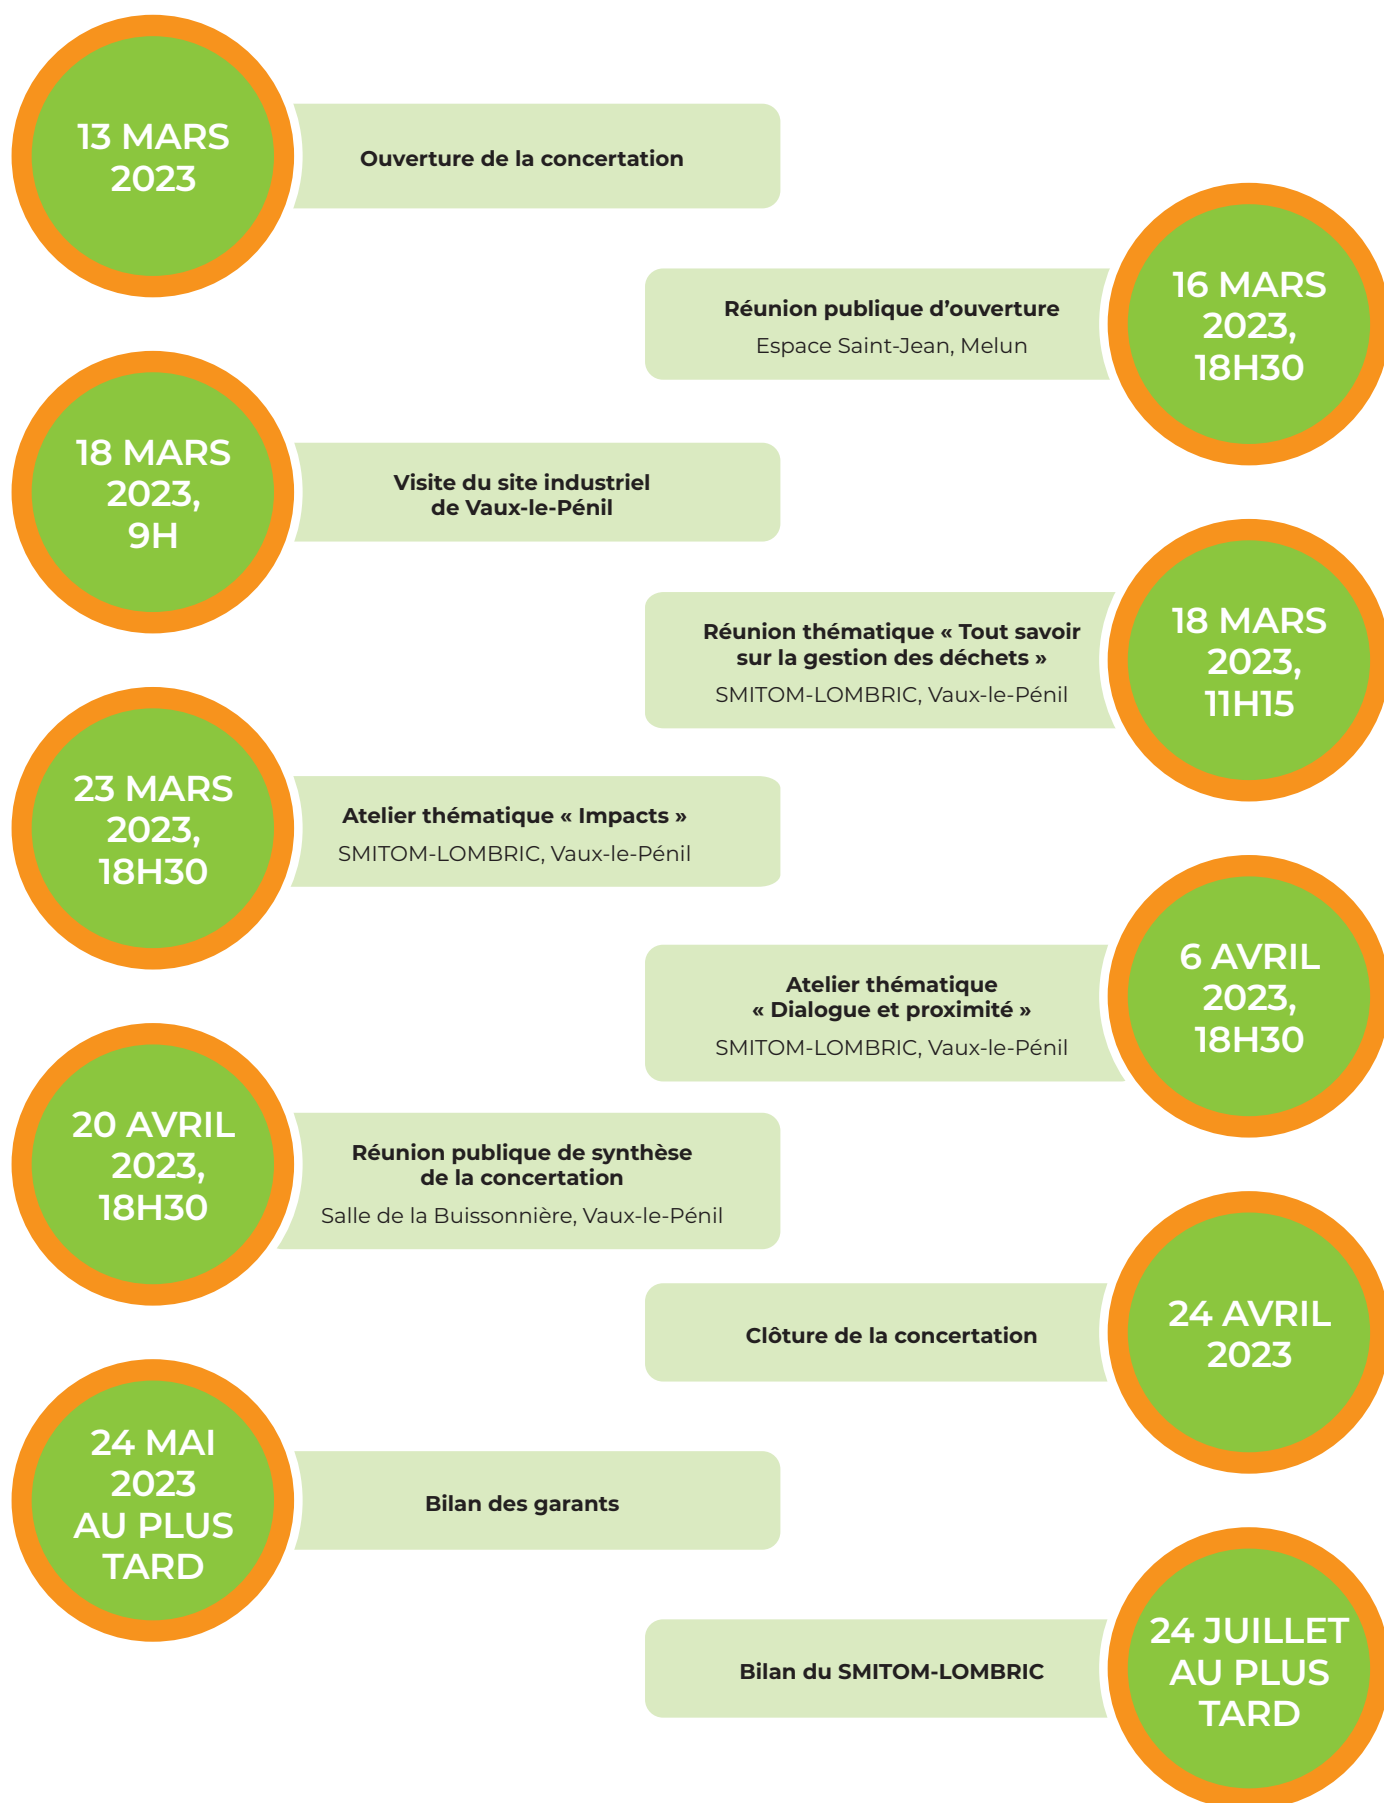 13 MARS
2023
Ouverture de la concertation
16 MARS
2023,
18H30
Réunion publique d’ouverture
Espace Saint-Jean, Melun
18 MARS
2023,
9H
Visite du site industriel
de Vaux-le-Pénil
18 MARS
2023,
11H15
Réunion thématique « Tout savoir
sur la gestion des déchets »
SMITOM-LOMBRIC, Vaux-le-Pénil
23 MARS
2023,
18H30
Atelier thématique « Impacts »
SMITOM-LOMBRIC, Vaux-le-Pénil
6 AVRIL
2023,
18H30
Atelier thématique
« Dialogue et proximité »
SMITOM-LOMBRIC, Vaux-le-Pénil
20 AVRIL
2023,
18H30
Réunion publique de synthèse
de la concertation
Salle de la Buissonnière, Vaux-le-Pénil
24 AVRIL
2023
Clôture de la concertation
24 MAI
2023
AU PLUS
TARD
Bilan des garants
24 JUILLET
AU PLUS
TARD
Bilan du SMITOM-LOMBRIC